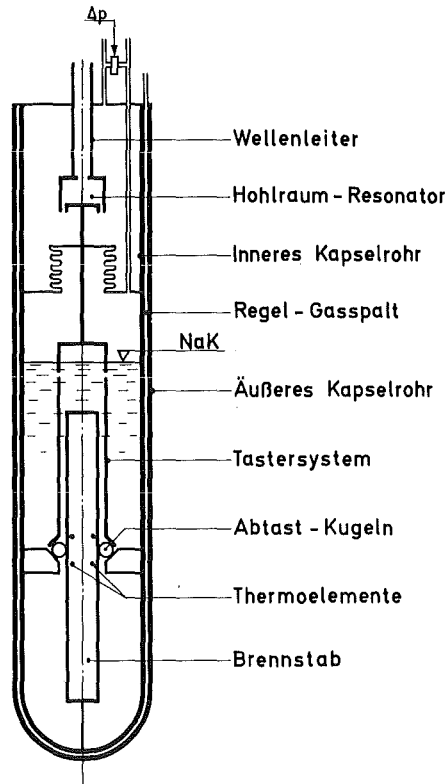 Δp
Wellenleiter
Hohlraum - Resonator
Inneres Kapselrohr
Regel - Gasspalt
NaK
Äußeres Kapselrohr
Tastersystem
Abtast - Kugeln
Thermoelemente
Brennstab